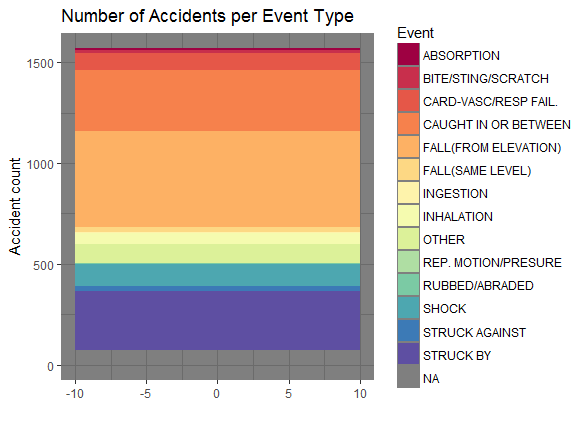 Number of Accidents per Event Type
Accident count
1500
1000
500
0
-10 -5 0 5 10
Event
ABSORPTION
BITE/STING/SCRATCH
CARD-VASC/RESP FAIL.
CAUGHT IN OR BETWEEN
FALL(FROM ELEVATION)
FALL(SAME LEVEL)
INGESTION
INHALATION
OTHER
REP. MOTION/PRESURE
RUBBED/ABRADED
SHOCK
STRUCK AGAINST
STRUCK BY
NA